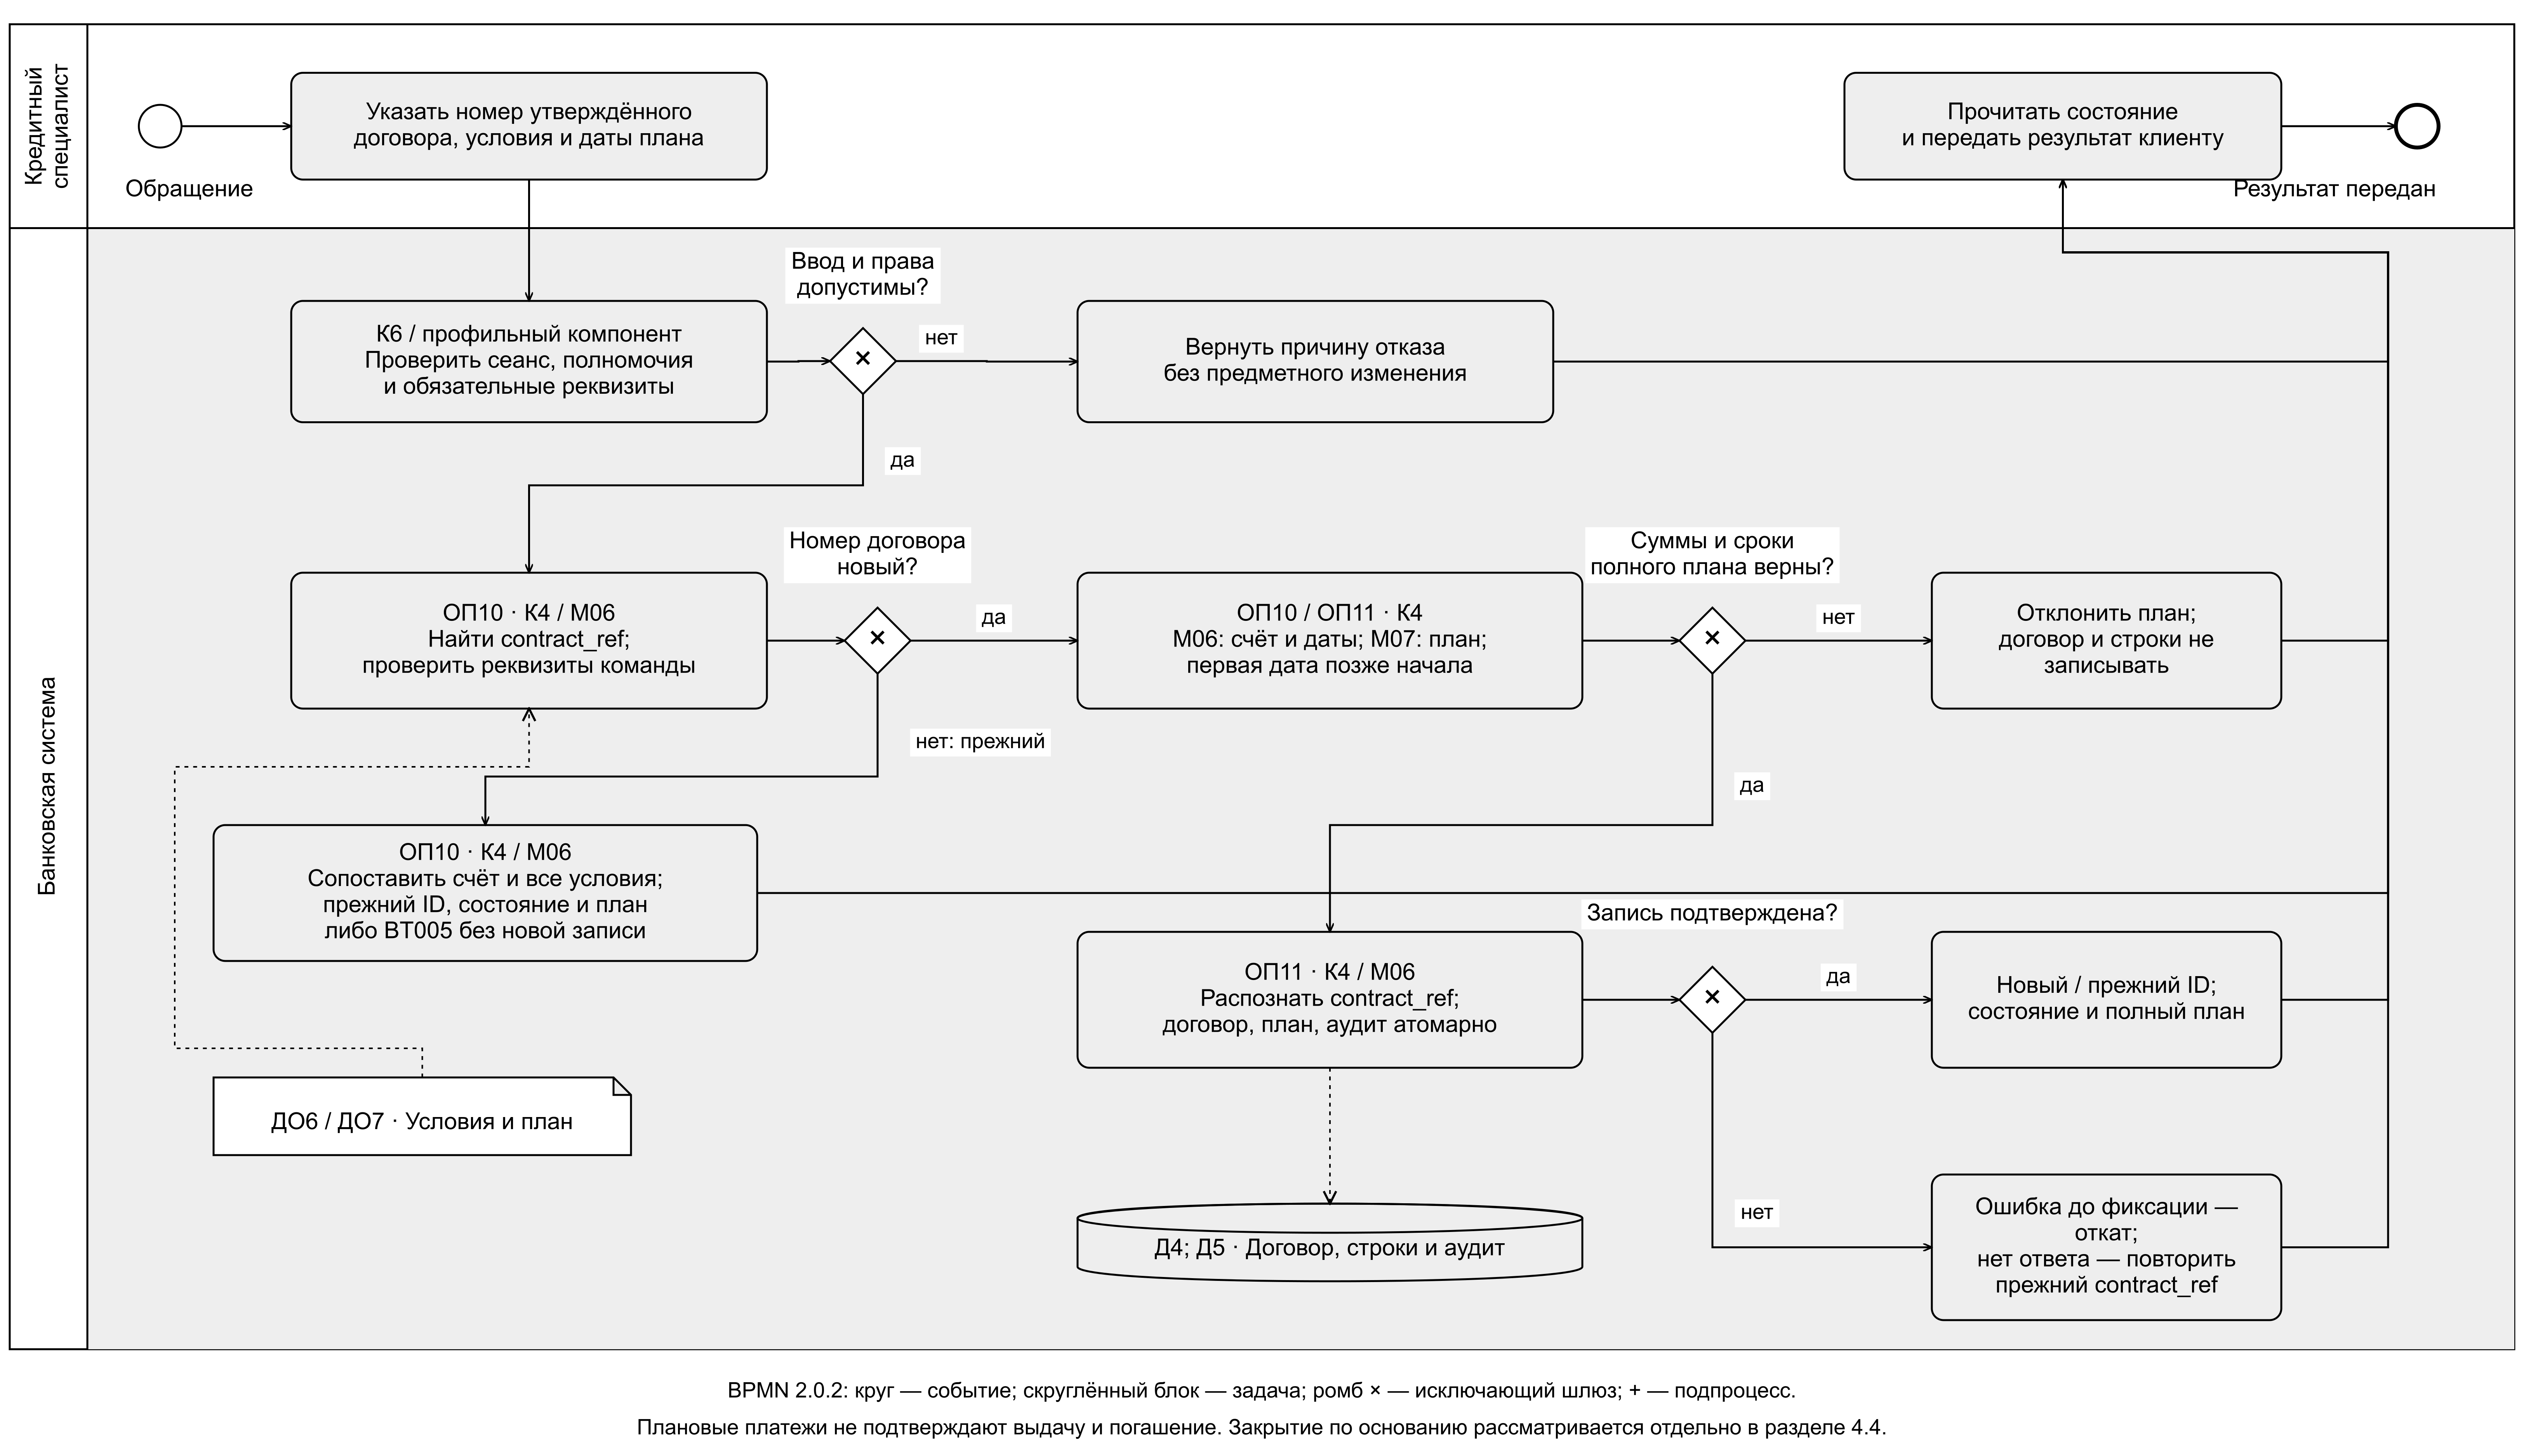 Кредитный
специалист
Обращение
Указать номер утверждённого
договора, условия и даты плана
Прочитать состояние
и передать результат клиенту
Результат передан
Банковская система
К6 / профильный компонент
Проверить сеанс, полномочия
и обязательные реквизиты
Ввод и права
допустимы?
нет
да
Вернуть причину отказа
без предметного изменения
ОП10 · К4 / М06
Найти contract_ref;
проверить реквизиты команды
Номер договора
новый?
да
нет: прежний
ОП10 / ОП11 · К4
М06: счёт и даты; М07: план;
первая дата позже начала
Суммы и сроки
полного плана верны?
нет
да
Отклонить план;
договор и строки не
записывать
ОП10 · К4 / М06
Сопоставить счёт и все условия;
прежний ID, состояние и план
либо BT005 без новой записи
ОП11 · К4 / М06
Распознать contract_ref;
договор, план, аудит атомарно
Запись подтверждена?
да
нет
Новый / прежний ID;
состояние и полный план
ДО6 / ДО7 · Условия и план
Д4; Д5 · Договор, строки и аудит
Ошибка до фиксации —
откат;
нет ответа — повторить
прежний contract_ref
BPMN 2.0.2: круг — событие; скруглённый блок — задача; ромб × — исключающий шлюз; + — подпроцесс.
Плановые платежи не подтверждают выдачу и погашение. Закрытие по основанию рассматривается отдельно в разделе 4.4.